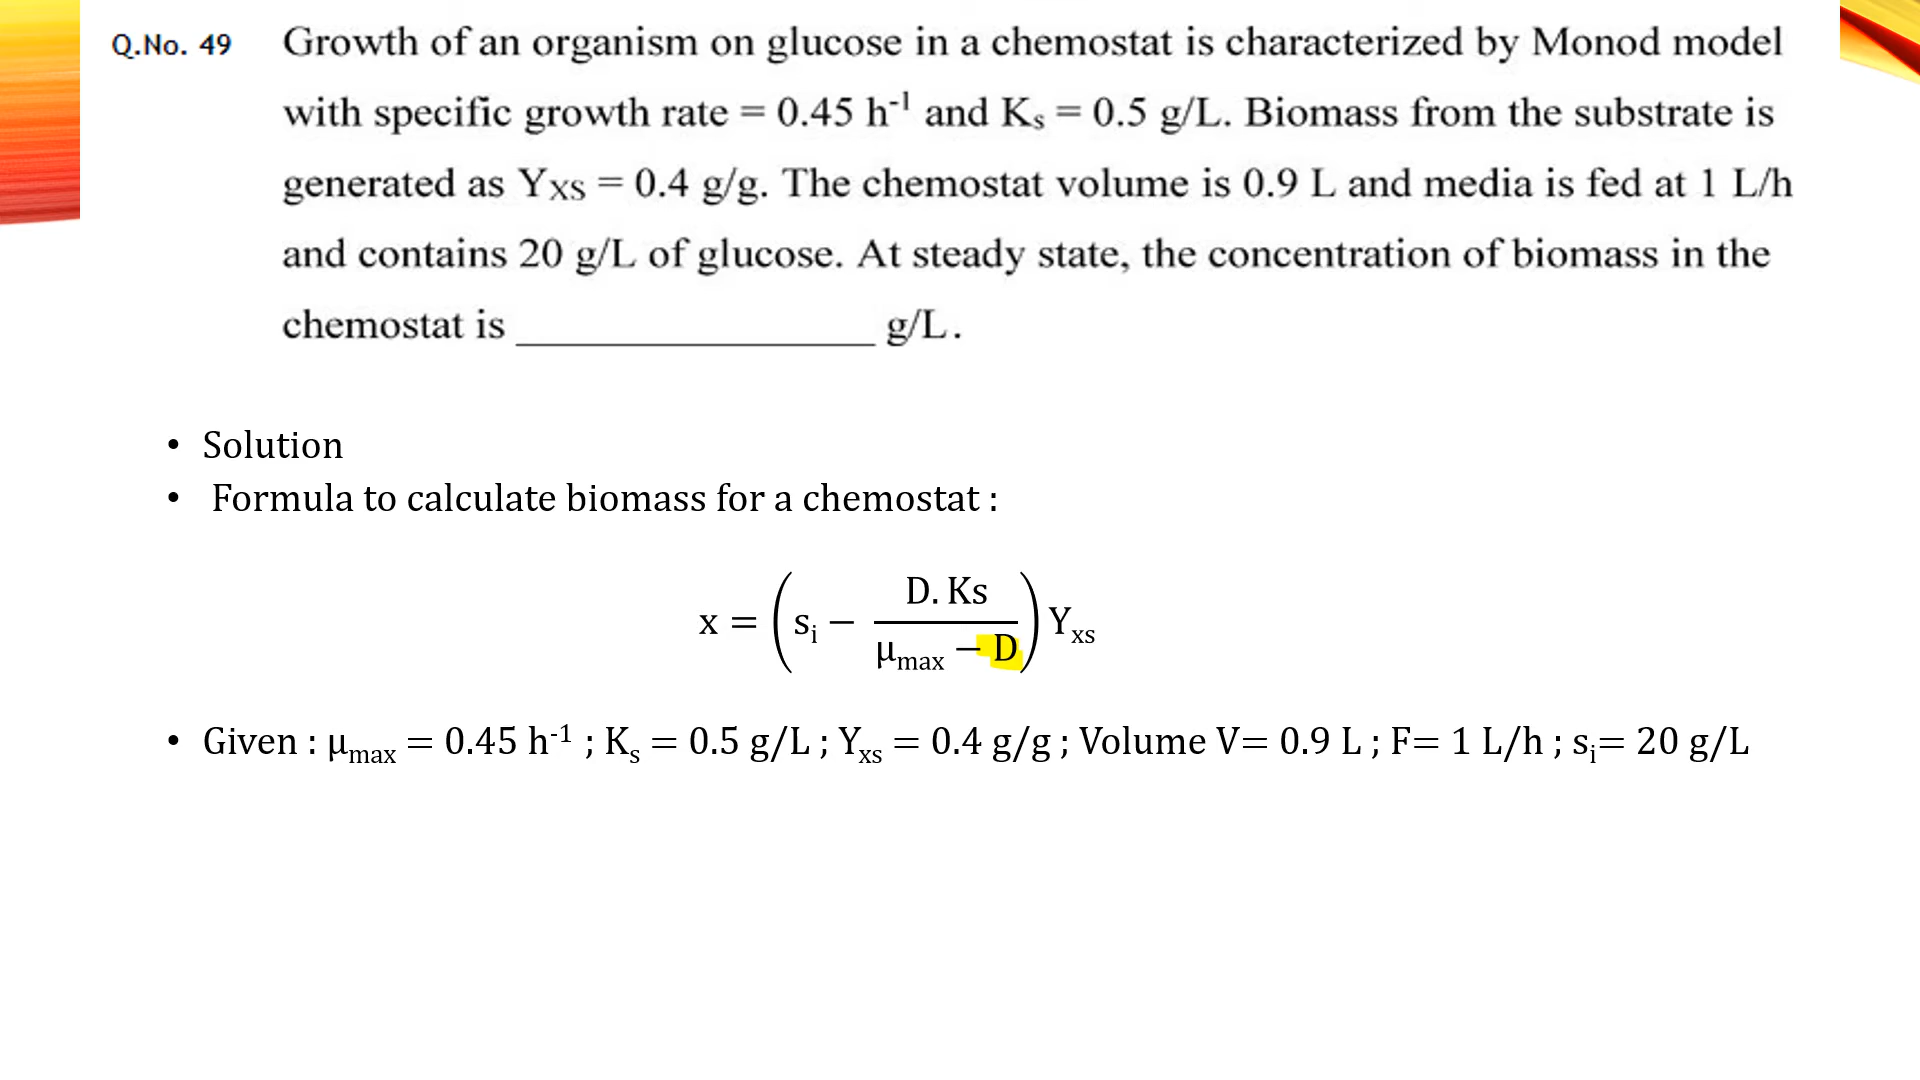 Q.No. 49 Growth of an organism on glucose in a chemostat is characterized by Monod model
with specific growth rate = 0.45 h⁻¹ and Kₛ = 0.5 g/L. Biomass from the substrate is
generated as YXS = 0.4 g/g. The chemostat volume is 0.9 L and media is fed at 1 L/h
and contains 20 g/L of glucose. At steady state, the concentration of biomass in the
chemostat is ________________ g/L.
• Solution
• Formula to calculate biomass for a chemostat :
x = (sᵢ − D. Ks / μmax − D) Yxs
• Given : μmax = 0.45 h⁻¹ ; Kₛ = 0.5 g/L ; Yxs = 0.4 g/g ; Volume V= 0.9 L ; F= 1 L/h ; sᵢ= 20 g/L